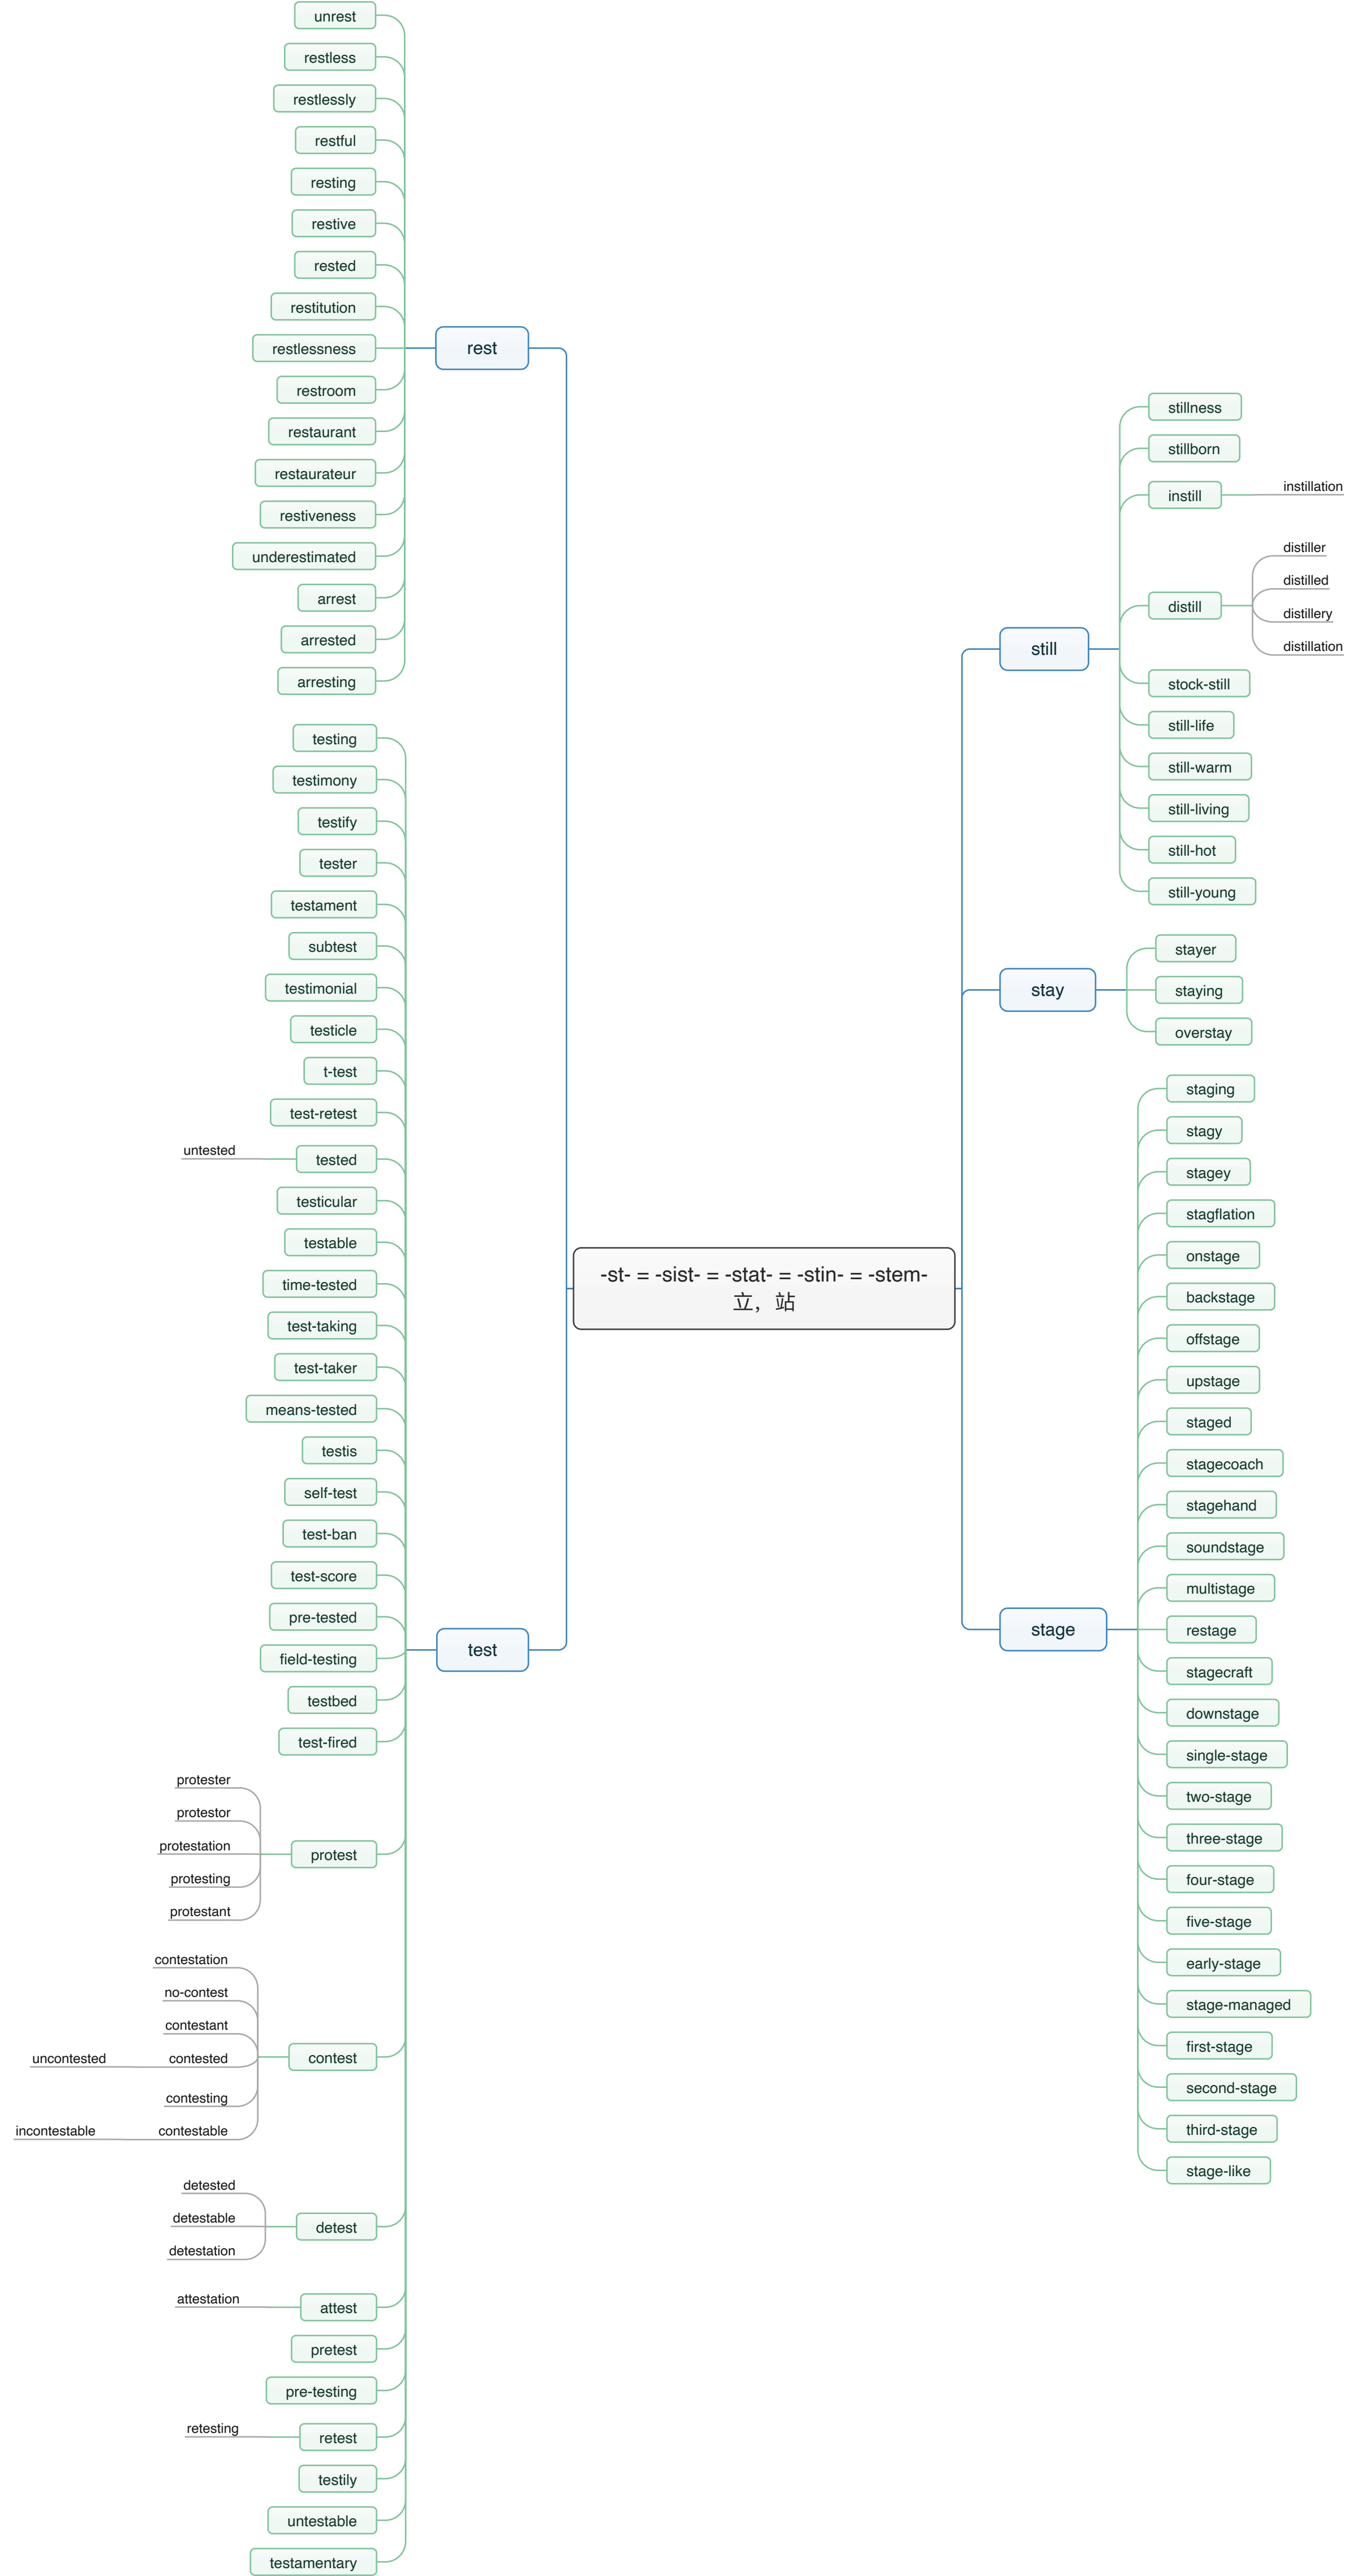 -st- = -sist- = -stat- = -stin- = -stem-
立，站
rest
unrest
restless
restlessly
restful
resting
restive
rested
restitution
restlessness
restroom
restaurant
restaurateur
restiveness
underestimated
arrest
arrested
arresting
test
testing
testimony
testify
tester
testament
subtest
testimonial
testicle
t-test
test-retest
tested
untested
testicular
testable
time-tested
test-taking
test-taker
means-tested
testis
self-test
test-ban
test-score
pre-tested
field-testing
testbed
test-fired
protest
protester
protestor
protestation
protesting
protestant
contest
contestation
no-contest
contestant
contested
uncontested
contesting
contestable
incontestable
detest
detested
detestable
detestation
attest
attestation
pretest
pre-testing
retest
retesting
testily
untestable
testamentary
still
stillness
stillborn
instill
instillation
distill
distiller
distilled
distillery
distillation
stock-still
still-life
still-warm
still-living
still-hot
still-young
stay
stayer
staying
overstay
stage
staging
stagy
stagey
stagflation
onstage
backstage
offstage
upstage
staged
stagecoach
stagehand
soundstage
multistage
restage
stagecraft
downstage
single-stage
two-stage
three-stage
four-stage
five-stage
early-stage
stage-managed
first-stage
second-stage
third-stage
stage-like